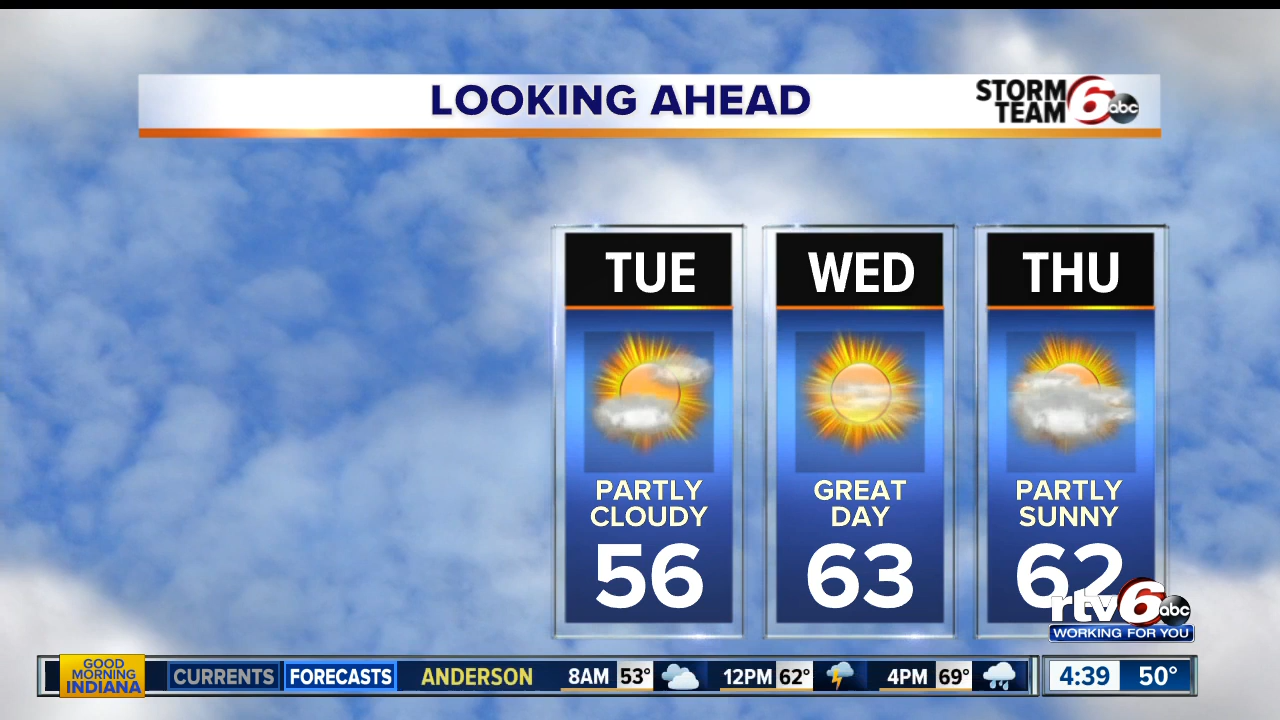 LOOKING AHEAD
STORM
TEAM 6 abc
TUE
PARTLY
CLOUDY
56
WED
GREAT
DAY
63
THU
PARTLY
SUNNY
62
rtv6 abc
WORKING FOR YOU
GOOD
MORNING
INDIANA
CURRENTS
FORECASTS
ANDERSON
8AM 53°
12PM 62°
4PM 69°
4:39 50°